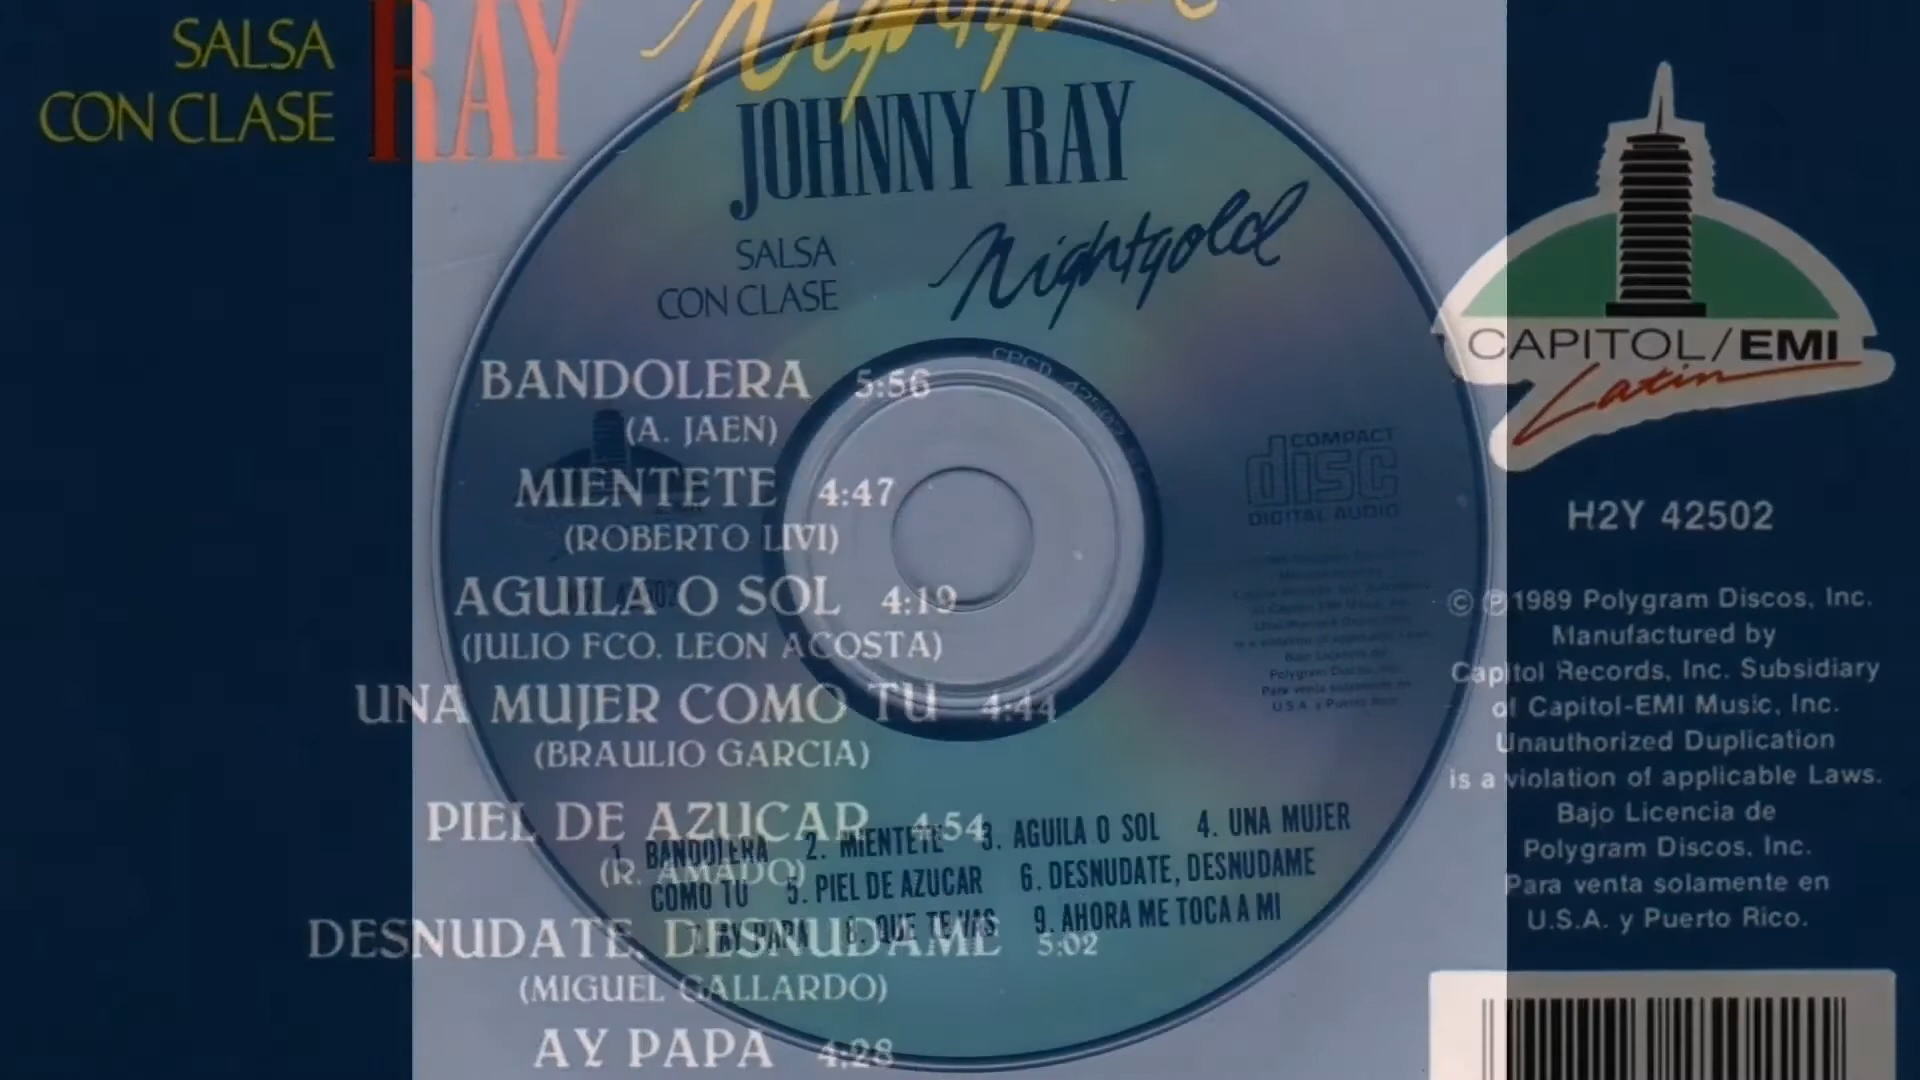 SALSA
CON CLASE
RAY
Nightgold
JOHNNY RAY
SALSA
CON CLASE
Nightgold
BANDOLERA 5:56
(A. JAEN)
MIENTETE 4:47
(ROBERTO LIVI)
AGUILA O SOL 4:19
(JULIO FCO. LEON ACOSTA)
UNA MUJER COMO TU 4:44
(BRAULIO GARCIA)
PIEL DE AZUCAR 4:54
(R. AMADO)
DESNUDATE, DESNUDAME 5:02
(MIGUEL GALLARDO)
AY PAPA 4:28
COMPACT
disc
DIGITAL AUDIO
1. BANDOLERA 2. MIENTETE 3. AGUILA O SOL 4. UNA MUJER
COMO TU 5. PIEL DE AZUCAR 6. DESNUDATE, DESNUDAME
7. AY PAPA 8. QUE TE VAS 9. AHORA ME TOCA A MI
CAPITOL/EMI
Latin
H2Y 42502
© ℗ 1989 Polygram Discos, Inc.
Manufactured by
Capitol Records, Inc. Subsidiary
of Capitol-EMI Music, Inc.
Unauthorized Duplication
is a violation of applicable Laws.
Bajo Licencia de
Polygram Discos, Inc.
Para venta solamente en
U.S.A. y Puerto Rico.